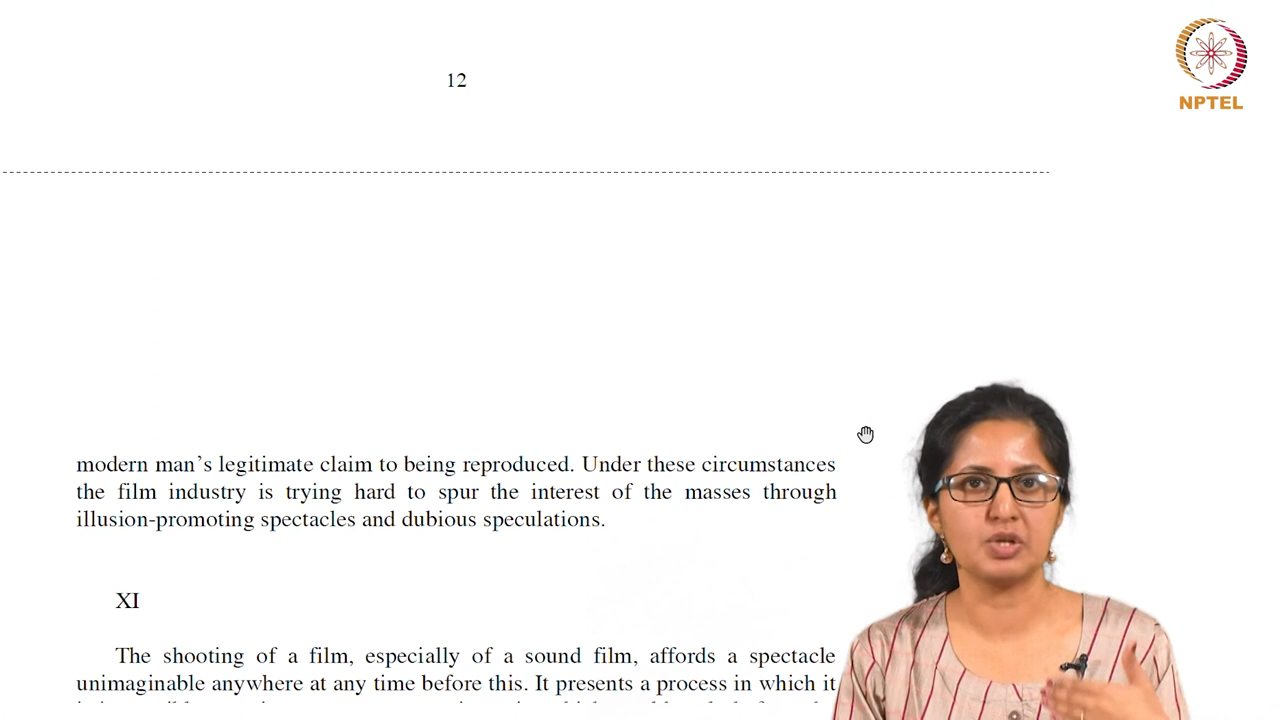 NPTEL
12
modern man's legitimate claim to being reproduced. Under these circumstances
the film industry is trying hard to spur the interest of the masses through
illusion-promoting spectacles and dubious speculations.
XI
The shooting of a film, especially of a sound film, affords a spectacle
unimaginable anywhere at any time before this. It presents a process in which it